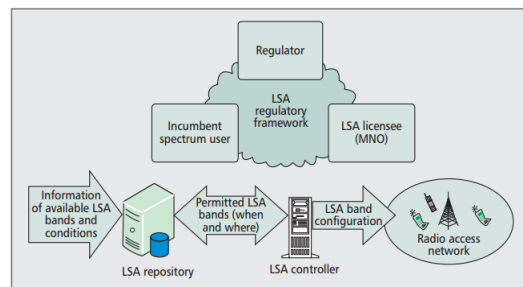 Regulator
LSA
regulatory
framework
Incumbent
spectrum user
LSA licensee
(MNO)
Information
of available LSA
bands and
conditions
Permitted LSA
bands (when
and where)
LSA band
configuration
Radio access
network
LSA repository
LSA controller